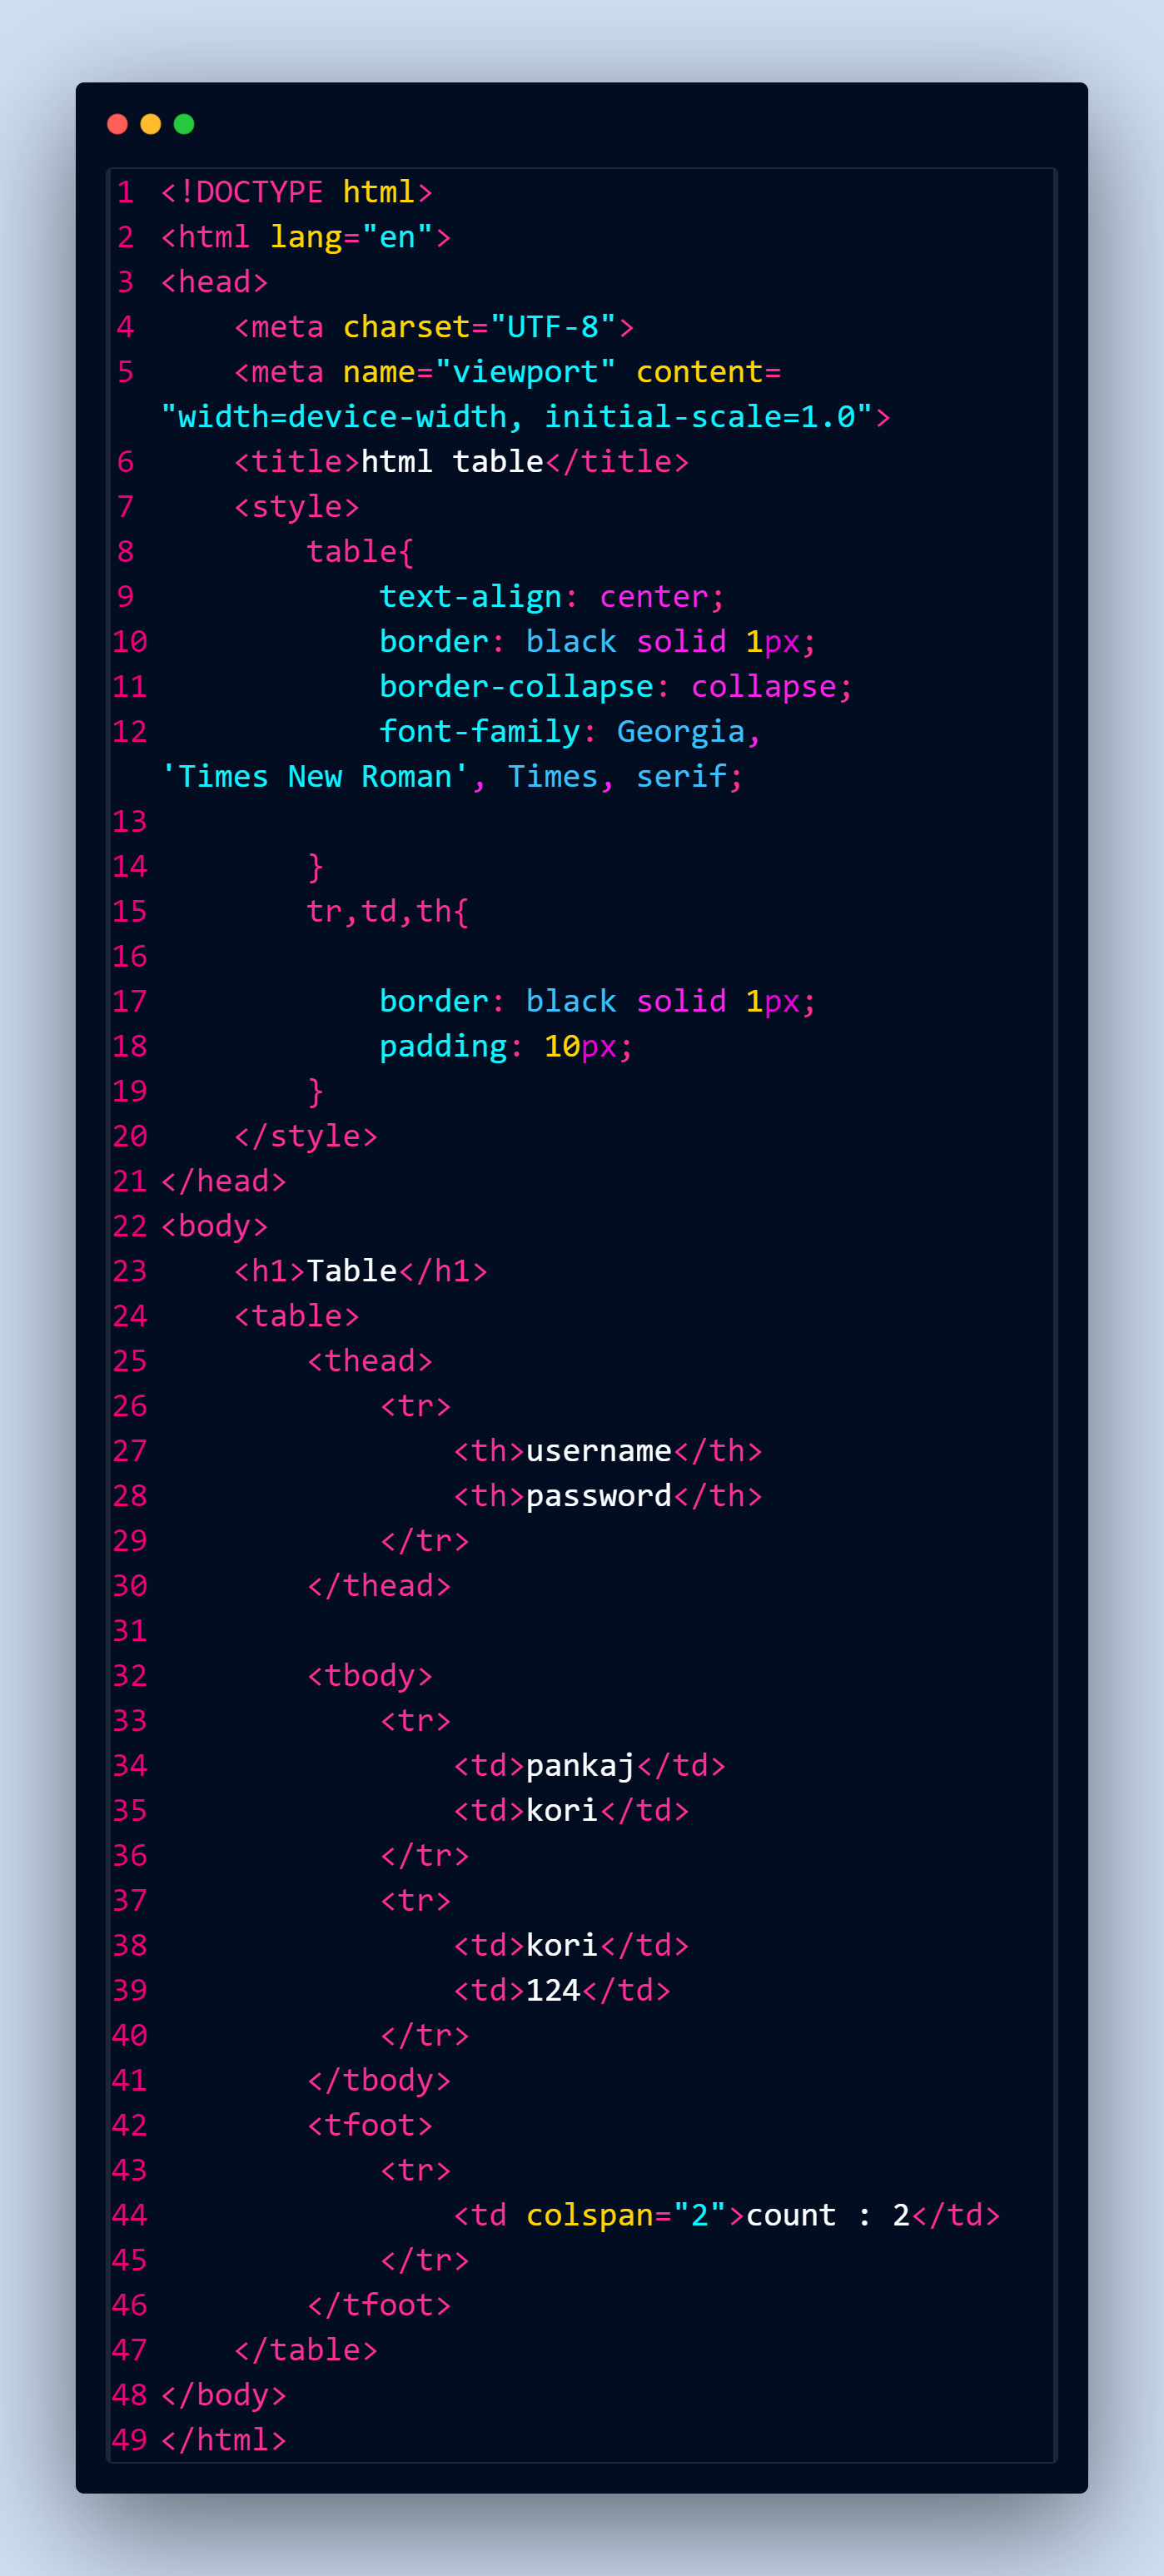 1 <!DOCTYPE html>
2 <html lang="en">
3 <head>
4     <meta charset="UTF-8">
5     <meta name="viewport" content=
"width=device-width, initial-scale=1.0">
6     <title>html table</title>
7     <style>
8         table{
9             text-align: center;
10             border: black solid 1px;
11             border-collapse: collapse;
12             font-family: Georgia,
'Times New Roman', Times, serif;
13
14         }
15         tr,td,th{
16
17             border: black solid 1px;
18             padding: 10px;
19         }
20     </style>
21 </head>
22 <body>
23     <h1>Table</h1>
24     <table>
25         <thead>
26             <tr>
27                 <th>username</th>
28                 <th>password</th>
29             </tr>
30         </thead>
31
32         <tbody>
33             <tr>
34                 <td>pankaj</td>
35                 <td>kori</td>
36             </tr>
37             <tr>
38                 <td>kori</td>
39                 <td>124</td>
40             </tr>
41         </tbody>
42         <tfoot>
43             <tr>
44                 <td colspan="2">count : 2</td>
45             </tr>
46         </tfoot>
47     </table>
48 </body>
49 </html>